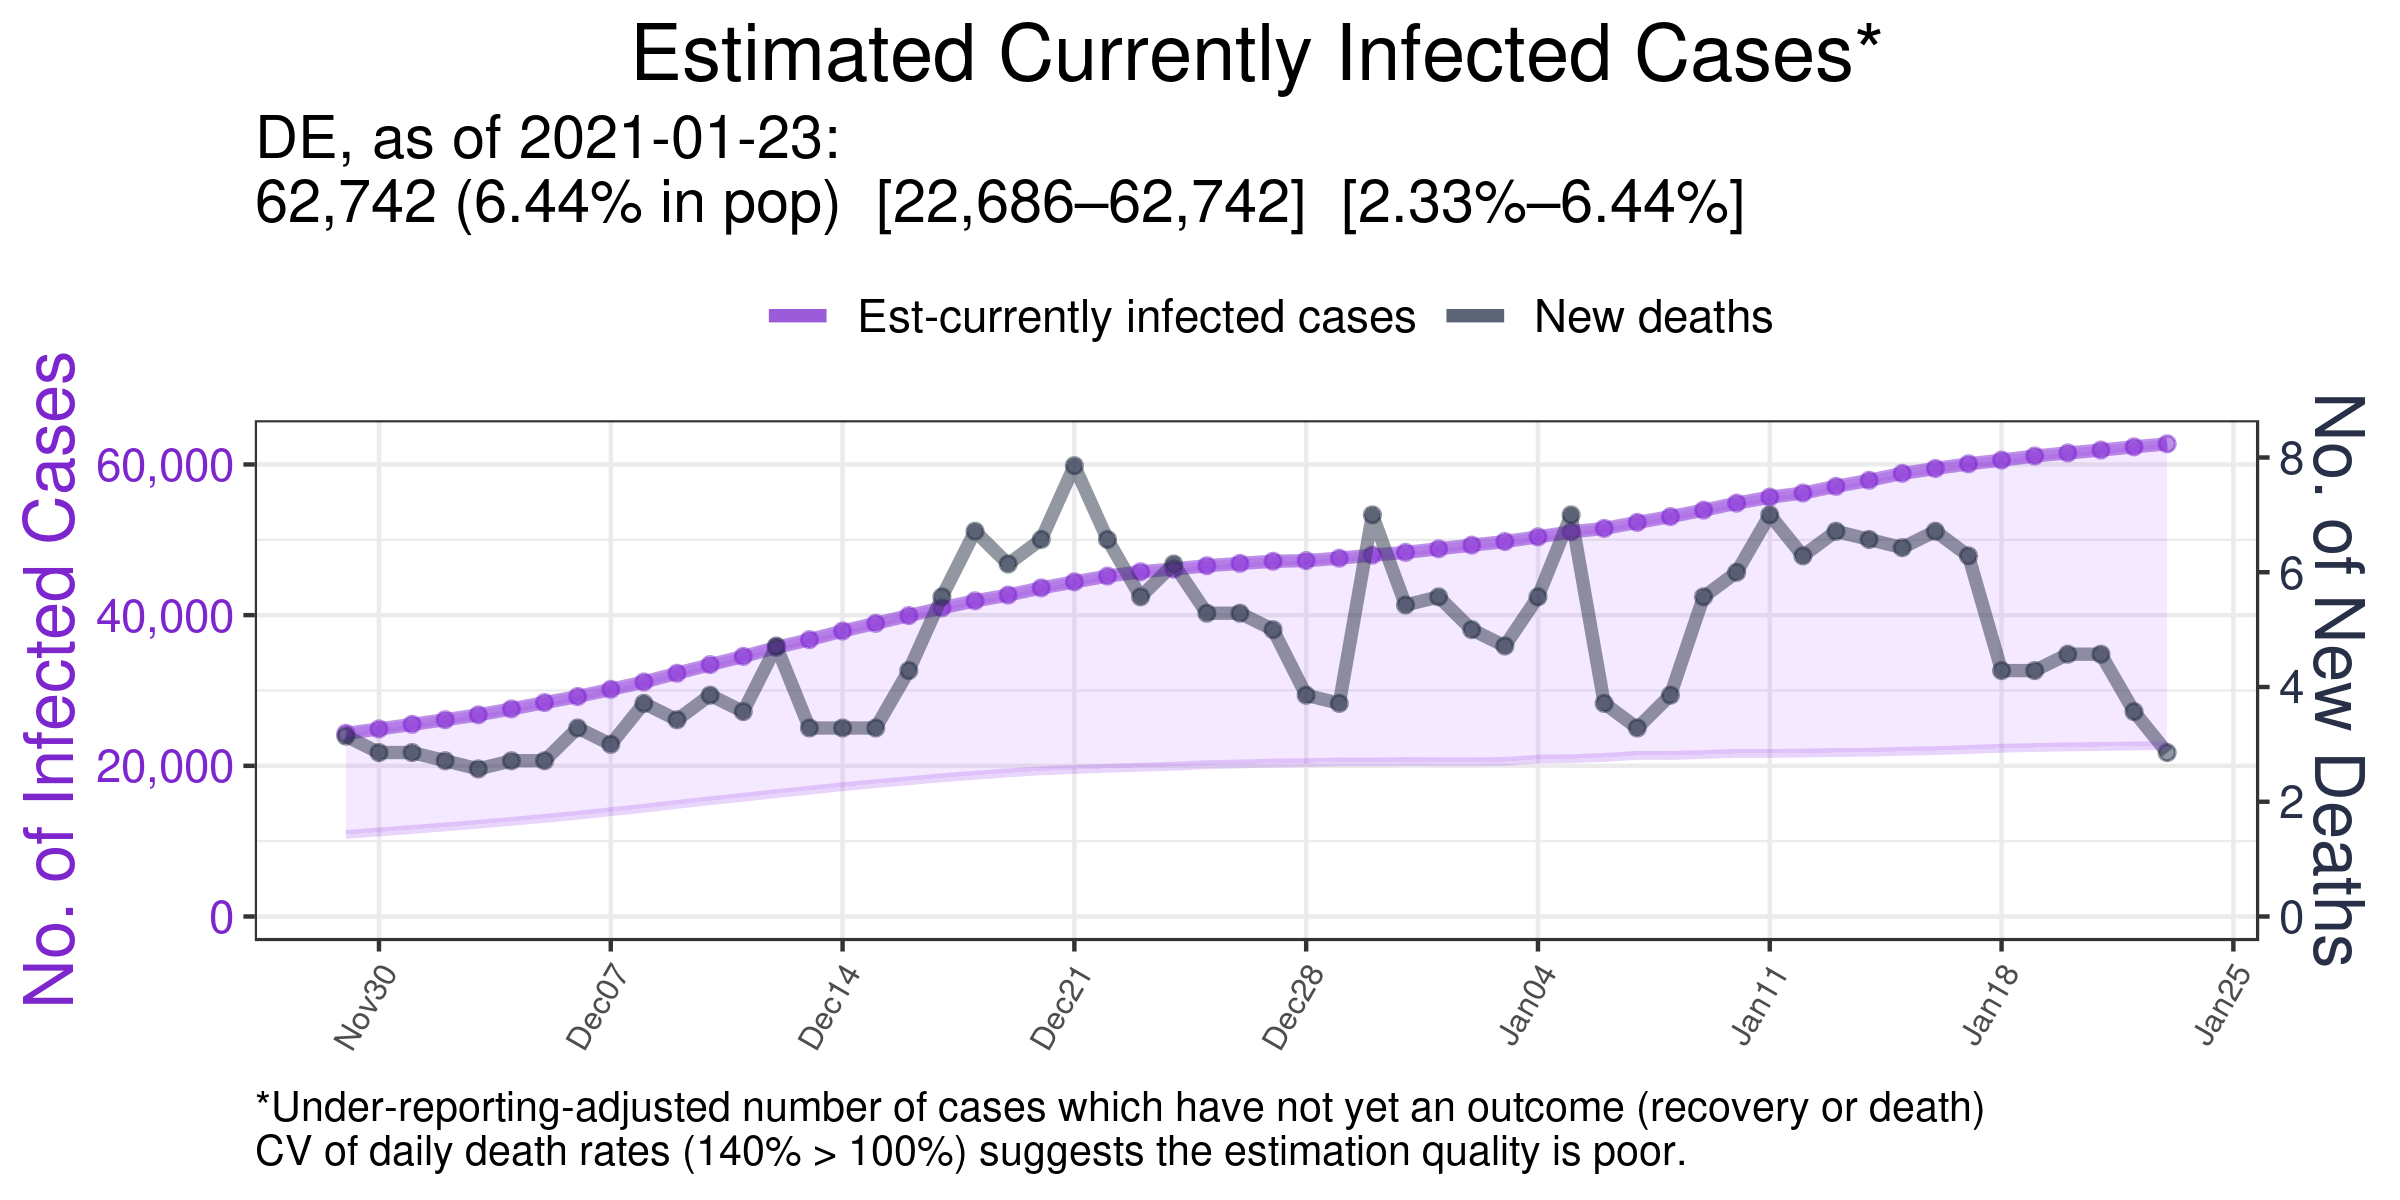 Estimated Currently Infected Cases*
DE, as of 2021-01-23:
62,742 (6.44% in pop)  [22,686–62,742]  [2.33%–6.44%]
Est-currently infected cases
New deaths
No. of Infected Cases
60,000
40,000
20,000
0
8
6
4
2
0
No. of New Deaths
Nov30
Dec07
Dec14
Dec21
Dec28
Jan04
Jan11
Jan18
Jan25
*Under-reporting-adjusted number of cases which have not yet an outcome (recovery or death)
CV of daily death rates (140% > 100%) suggests the estimation quality is poor.